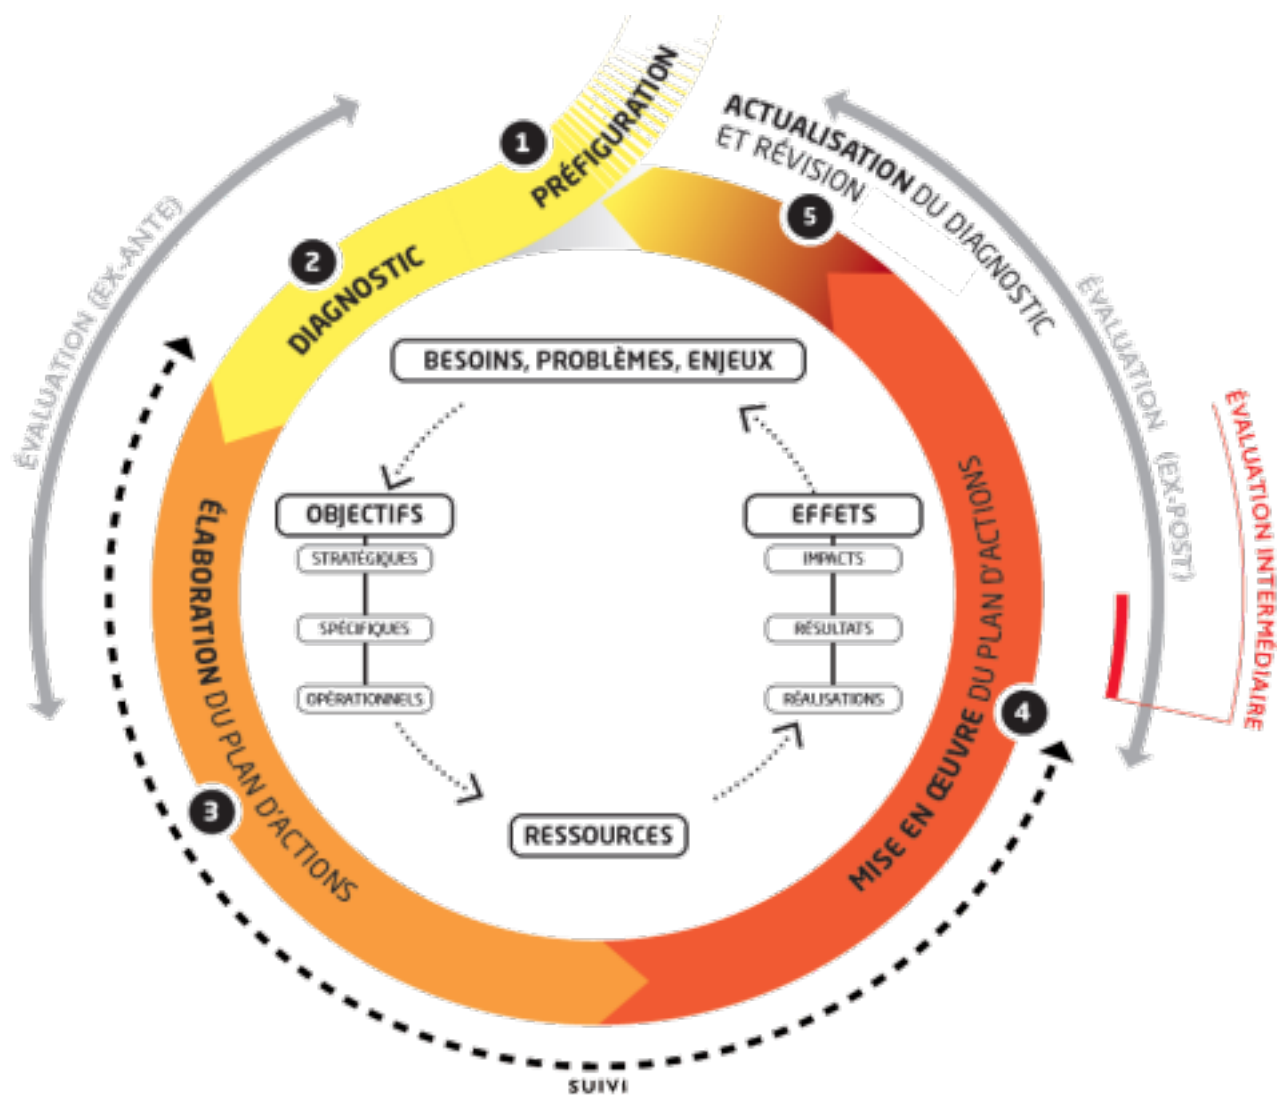 1
PRÉFIGURATION
2
DIAGNOSTIC
3
ÉLABORATION DU PLAN D'ACTIONS
4
MISE EN ŒUVRE DU PLAN D'ACTIONS
5
ACTUALISATION DU DIAGNOSTIC
ET RÉVISION
ÉVALUATION (EX-ANTE)
ÉVALUATION (EX-POST)
ÉVALUATION INTERMÉDIAIRE
BESOINS, PROBLÈMES, ENJEUX
OBJECTIFS
STRATÉGIQUES
SPÉCIFIQUES
OPÉRATIONNELS
EFFETS
IMPACTS
RÉSULTATS
RÉALISATIONS
RESSOURCES
SUIVI